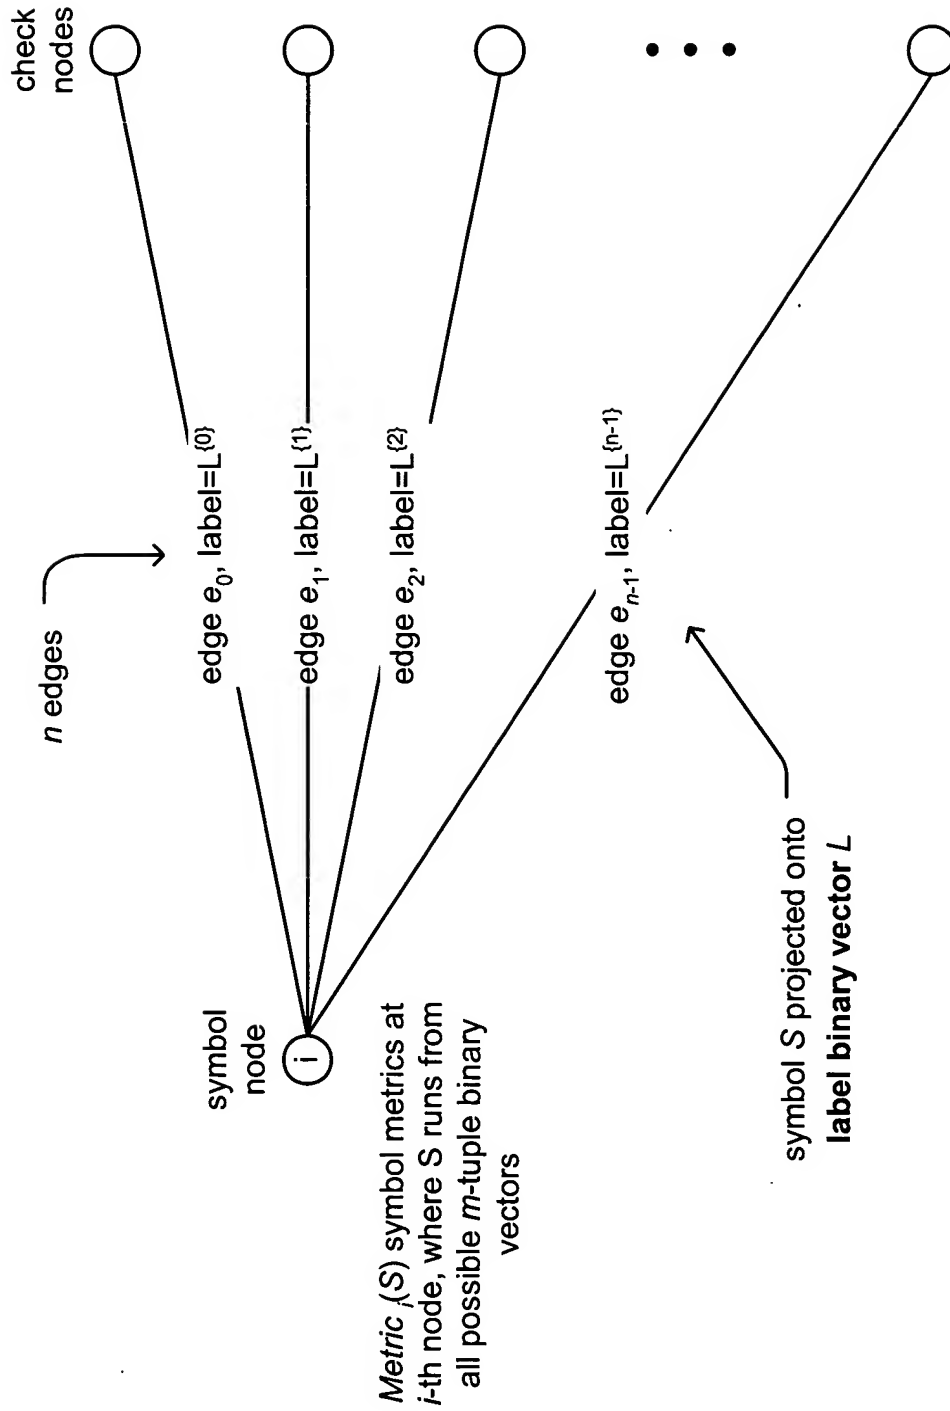 check
nodes
n edges
edge e₀, label=L^{0}
edge e₁, label=L^{1}
edge e₂, label=L^{2}
edge eₙ₋₁, label=L^{n-1}
symbol
node
i
Metric ᵢ(S) symbol metrics at
i-th node, where S runs from
all possible m-tuple binary
vectors
symbol S projected onto
label binary vector L